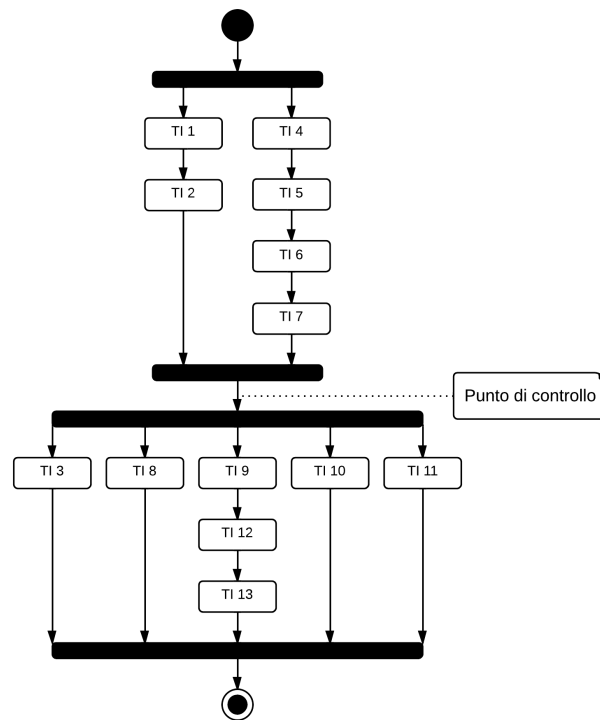 TI 1
TI 4
TI 2
TI 5
TI 6
TI 7
Punto di controllo
TI 3
TI 8
TI 9
TI 10
TI 11
TI 12
TI 13